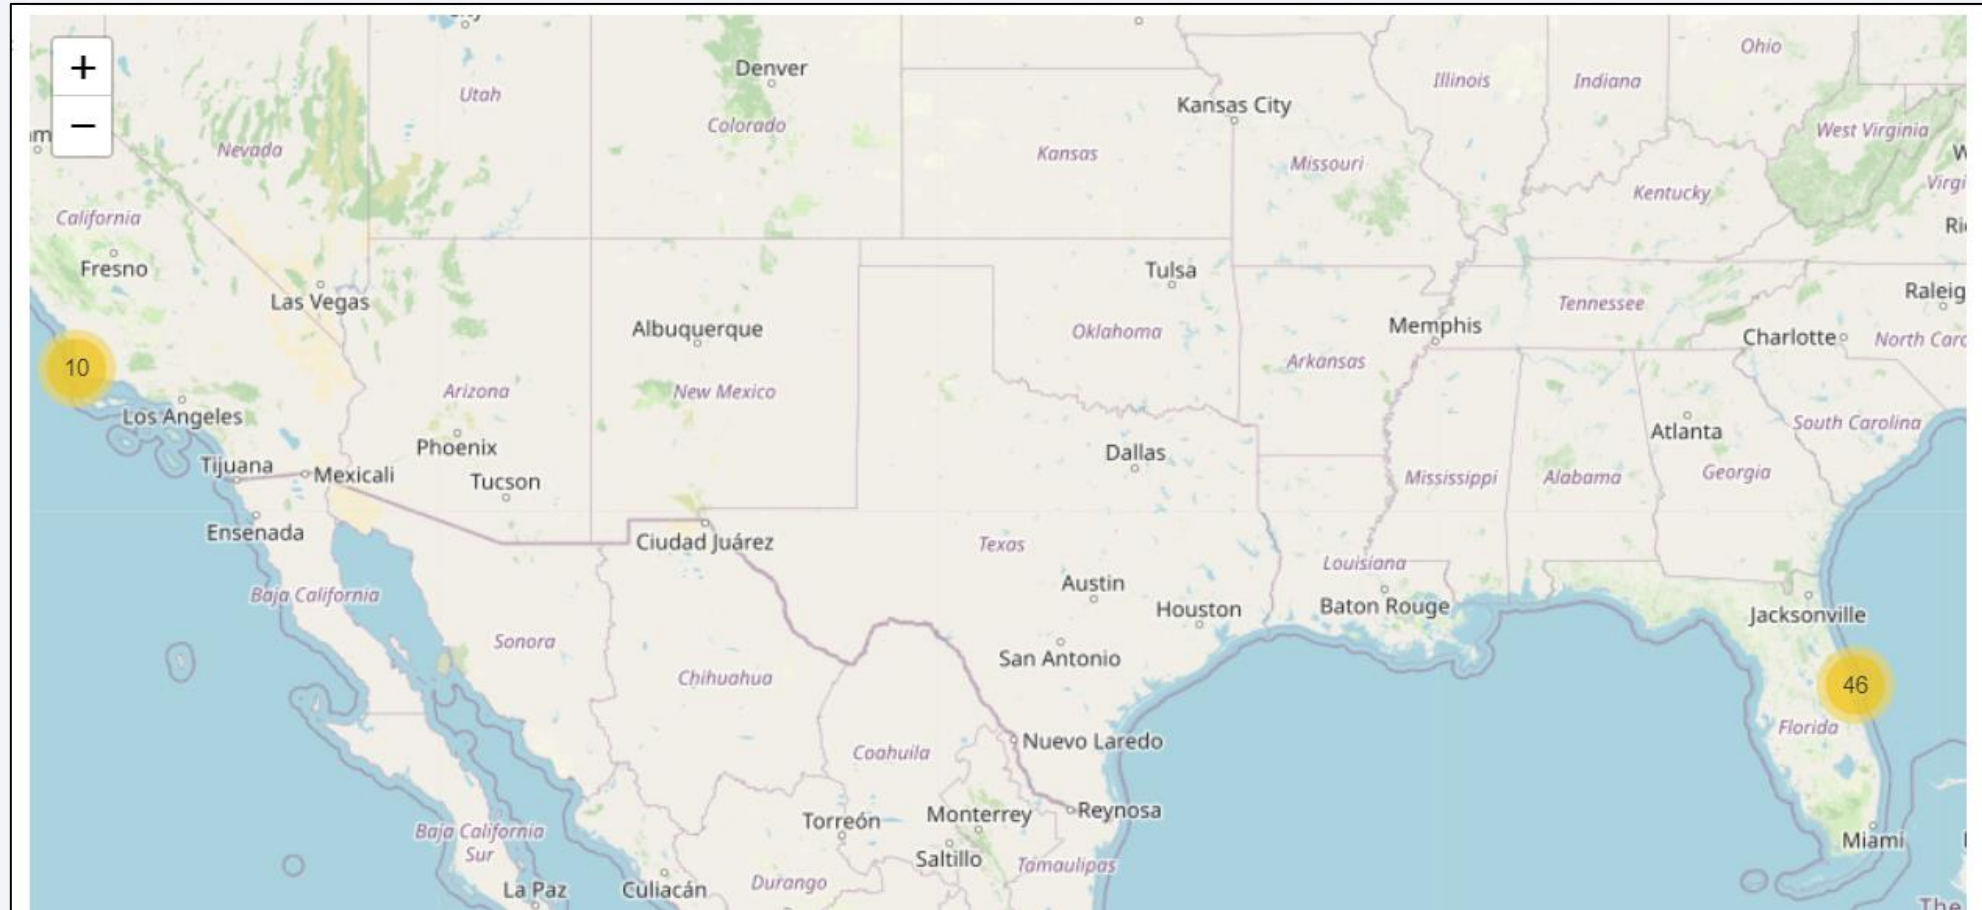 +
−
Denver
Ohio
Utah
Illinois
Indiana
Kansas City
Colorado
West Virginia
Nevada
Kansas
Missouri
Kentucky
California
Fresno
Tulsa
Las Vegas
Tennessee
Albuquerque
Oklahoma
Memphis
Charlotte
10
Arkansas
Arizona
New Mexico
Los Angeles
South Carolina
Atlanta
Phoenix
Dallas
Tijuana
Mexicali
Tucson
Mississippi
Alabama
Georgia
Ensenada
Ciudad Juárez
Texas
Louisiana
Austin
Baja California
Houston
Baton Rouge
Jacksonville
Sonora
San Antonio
Chihuahua
46
Florida
Nuevo Laredo
Coahuila
Reynosa
Torreón
Monterrey
Baja California
Sur
Miami
Saltillo
Tamaulipas
Durango
La Paz
Culiacán
The